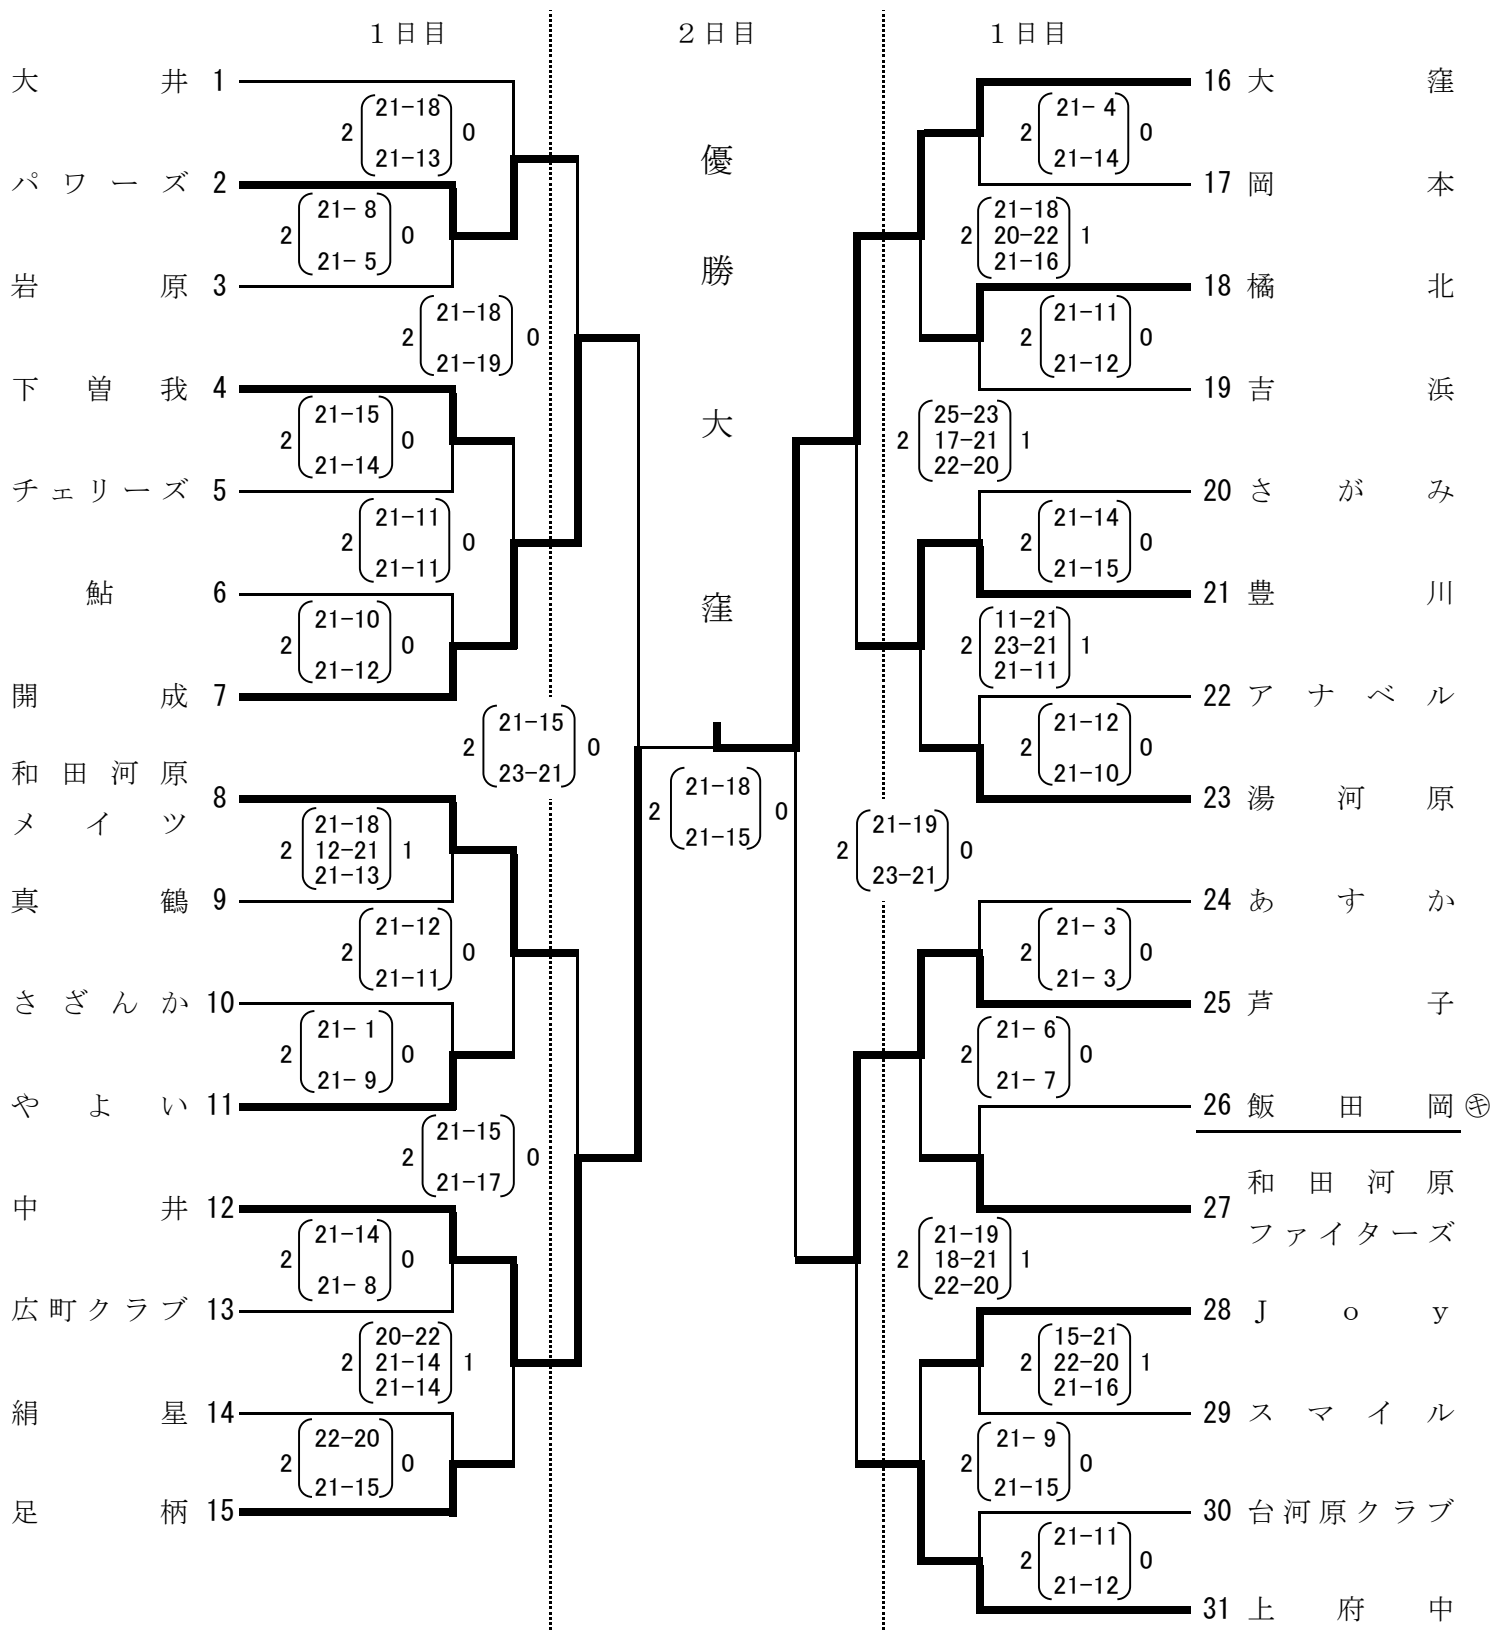 １日目 ２日目 １日目
大井 1
2 21-18 0
21-13
パワーズ 2
2 21- 8 0
21- 5
岩原 3
2 21-18 0
21-19
下曽我 4
2 21-15 0
21-14
チェリーズ 5
2 21-11 0
21-11
鮎 6
2 21-10 0
21-12
開成 7
2 21-15 0
23-21
和田河原
メイツ 8
2 21-18 1
12-21
21-13
真鶴 9
2 21-12 0
21-11
さざんか 10
2 21- 1 0
21- 9
やよい 11
2 21-15 0
21-17
中井 12
2 21-14 0
21- 8
広町クラブ 13
2 20-22 1
21-14
21-14
絹星 14
2 22-20 0
21-15
足柄 15
優勝 大窪
2 21-18 0
21-15
16 大窪
2 21- 4 0
21-14
17 岡本
2 21-18 1
20-22
21-16
18 橘北
2 21-11 0
21-12
19 吉浜
2 25-23 1
17-21
22-20
20 さがみ
2 21-14 0
21-15
21 豊川
2 11-21 1
23-21
21-11
22 アナベル
2 21-12 0
21-10
23 湯河原
2 21-19 0
23-21
24 あすか
2 21- 3 0
21- 3
25 芦子
2 21- 6 0
21- 7
26 飯田岡 ㋖
27 和田河原
ファイターズ
2 21-19 1
18-21
22-20
28 Ｊｏｙ
2 15-21 1
22-20
21-16
29 スマイル
2 21- 9 0
21-15
30 台河原クラブ
2 21-11 0
21-12
31 上府中